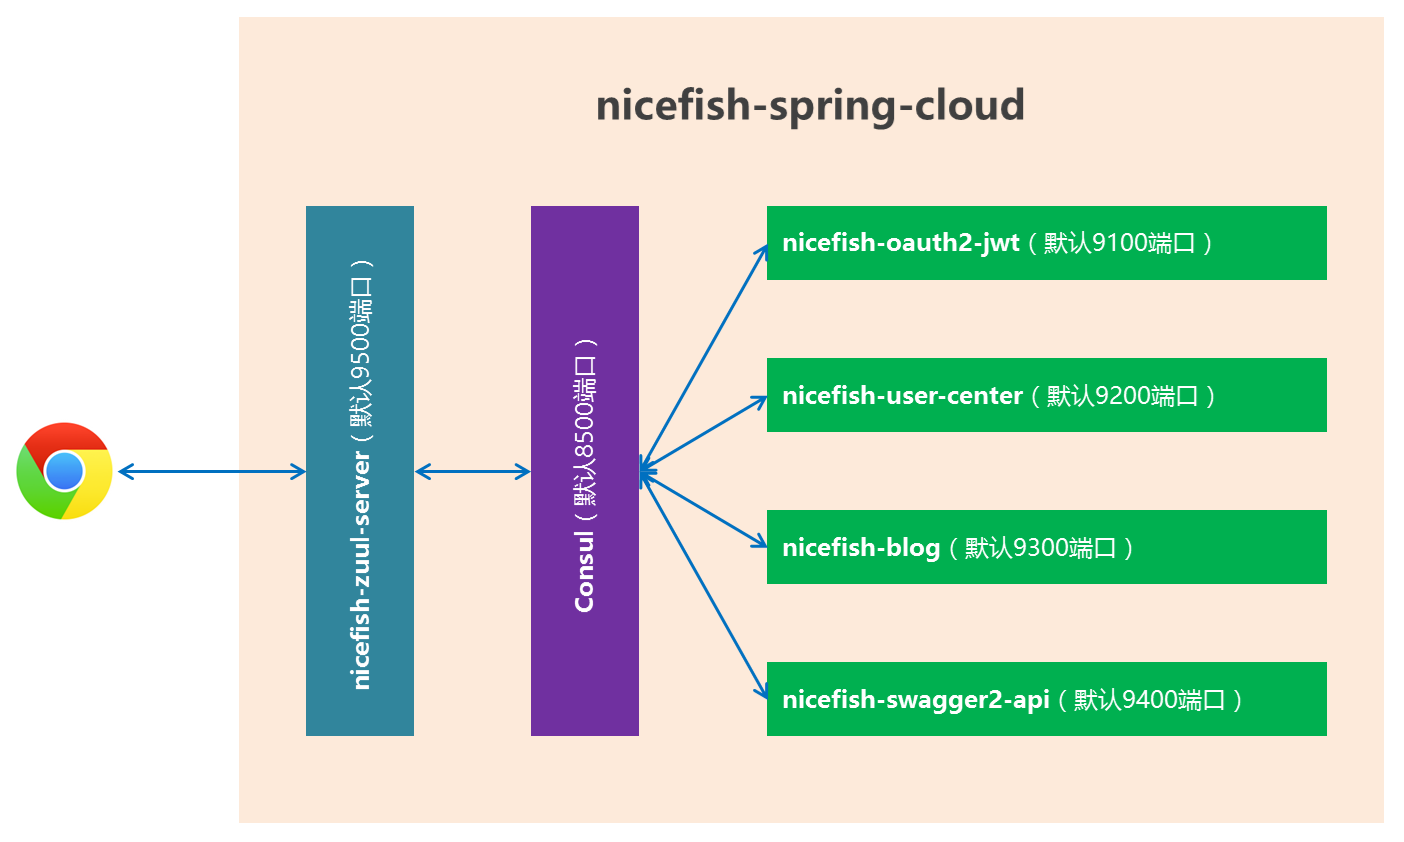 nicefish-spring-cloud
nicefish-zuul-server（默认9500端口）
Consul（默认8500端口）
nicefish-oauth2-jwt（默认9100端口）
nicefish-user-center（默认9200端口）
nicefish-blog（默认9300端口）
nicefish-swagger2-api（默认9400端口）